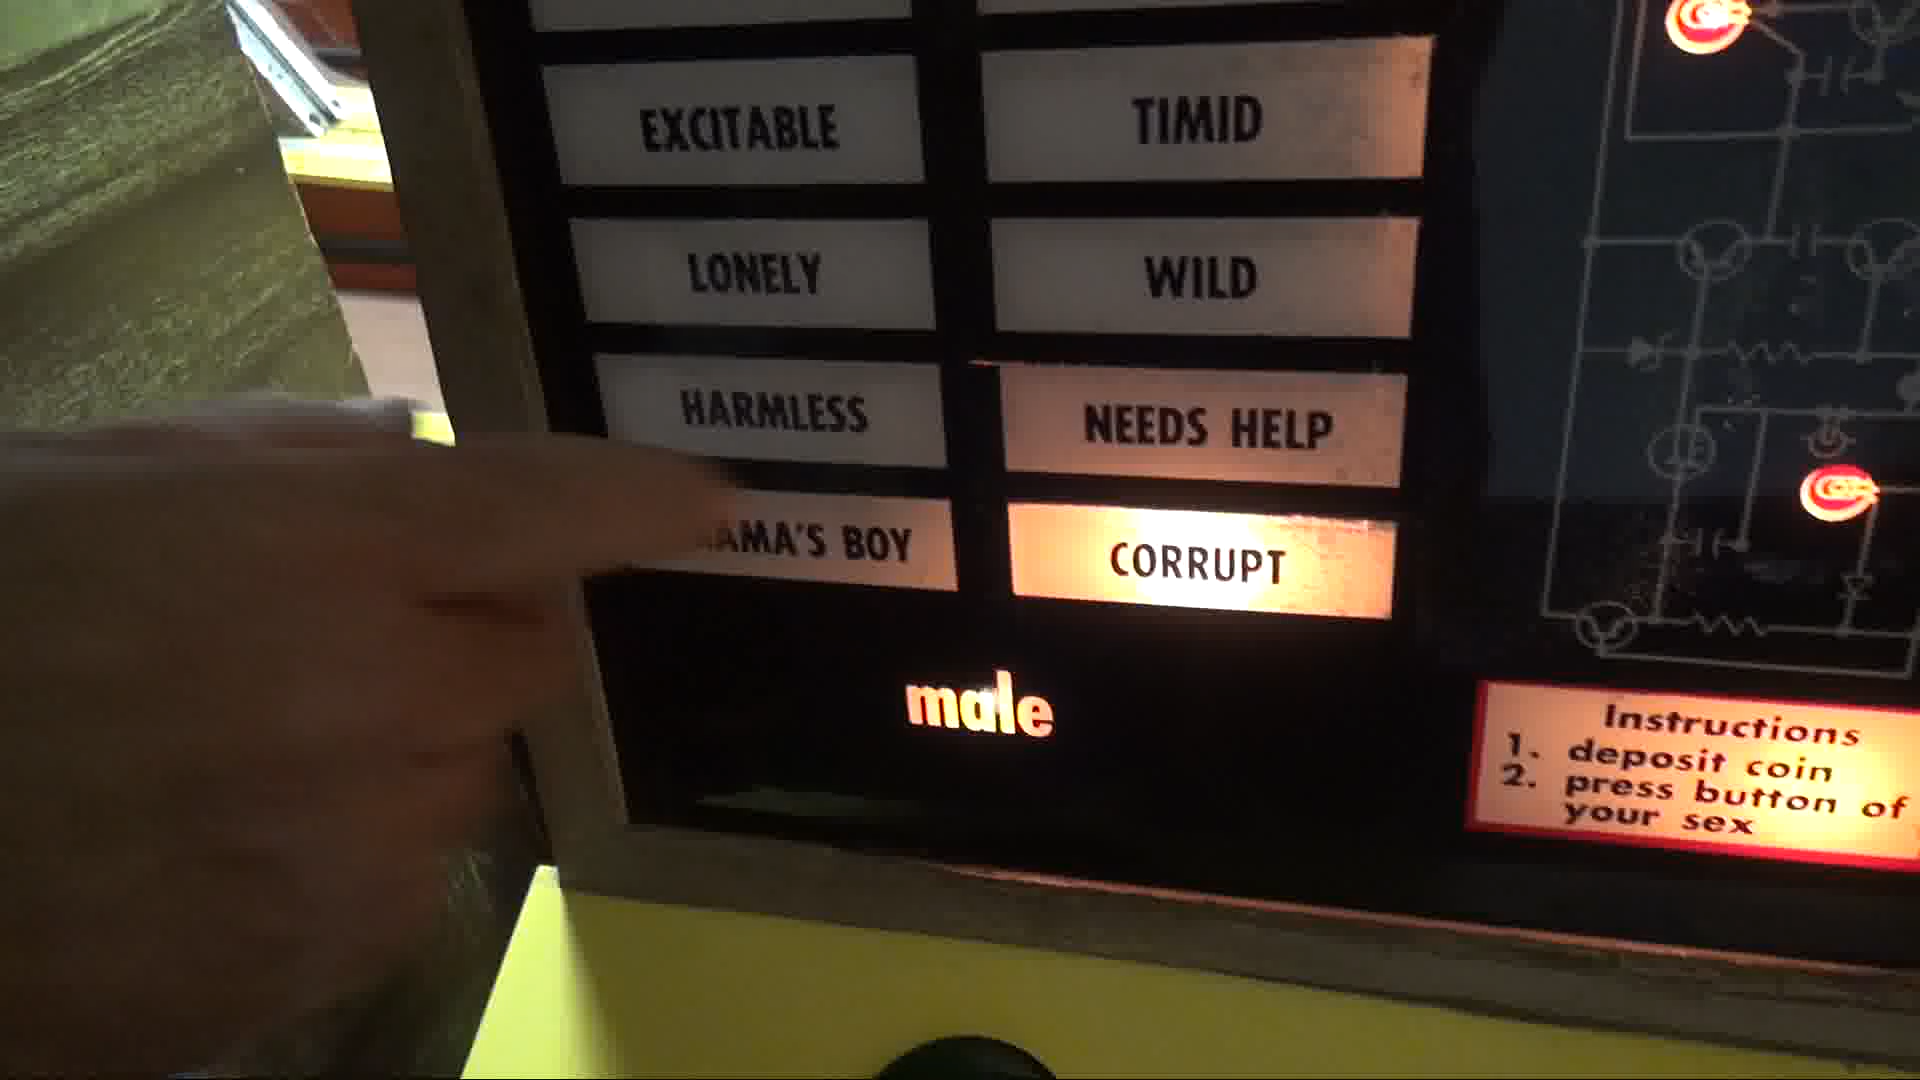 EXCITABLE
TIMID
LONELY
WILD
HARMLESS
NEEDS HELP
BOY
CORRUPT
male
Instructions
1. deposit coin
2. press button of
your sex